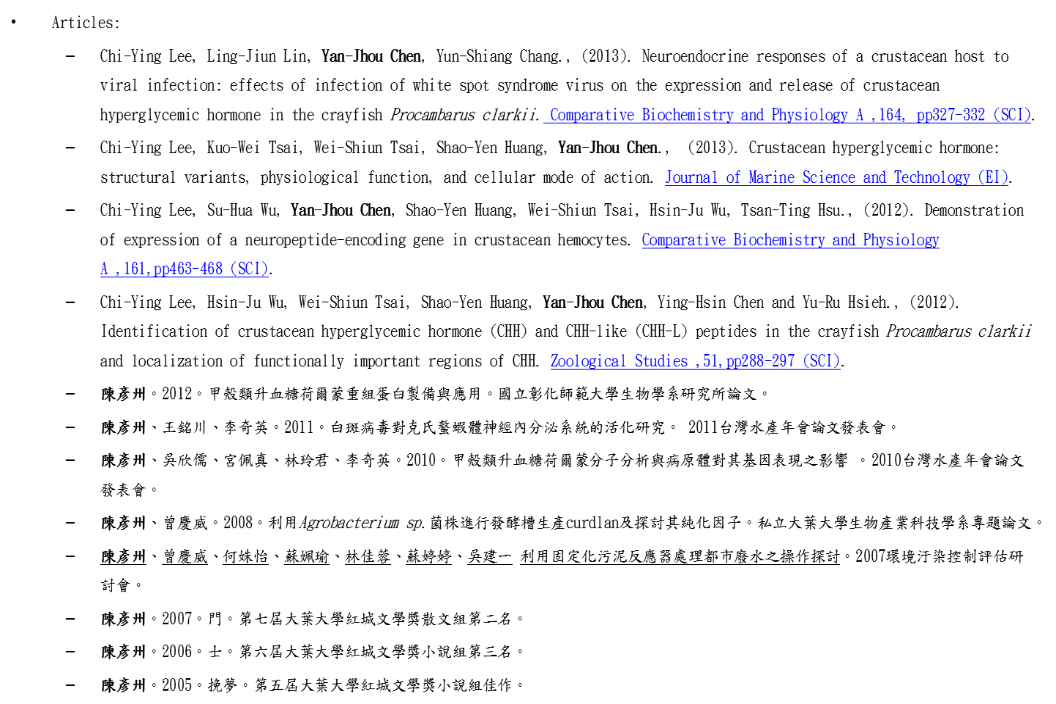 • Articles:
– Chi-Ying Lee, Ling-Jiun Lin, Yan-Jhou Chen, Yun-Shiang Chang., (2013). Neuroendocrine responses of a crustacean host to
viral infection: effects of infection of white spot syndrome virus on the expression and release of crustacean
hyperglycemic hormone in the crayfish Procambarus clarkii. Comparative Biochemistry and Physiology A ,164, pp327-332 (SCI).
– Chi-Ying Lee, Kuo-Wei Tsai, Wei-Shiun Tsai, Shao-Yen Huang, Yan-Jhou Chen., (2013). Crustacean hyperglycemic hormone:
structural variants, physiological function, and cellular mode of action. Journal of Marine Science and Technology (EI).
– Chi-Ying Lee, Su-Hua Wu, Yan-Jhou Chen, Shao-Yen Huang, Wei-Shiun Tsai, Hsin-Ju Wu, Tsan-Ting Hsu., (2012). Demonstration
of expression of a neuropeptide-encoding gene in crustacean hemocytes. Comparative Biochemistry and Physiology
A ,161,pp463-468 (SCI).
– Chi-Ying Lee, Hsin-Ju Wu, Wei-Shiun Tsai, Shao-Yen Huang, Yan-Jhou Chen, Ying-Hsin Chen and Yu-Ru Hsieh., (2012).
Identification of crustacean hyperglycemic hormone (CHH) and CHH-like (CHH-L) peptides in the crayfish Procambarus clarkii
and localization of functionally important regions of CHH. Zoological Studies ,51,pp288-297 (SCI).
– 陳彥州。2012。甲殼類升血糖荷爾蒙重組蛋白製備與應用。國立彰化師範大學生物學系研究所論文。
– 陳彥州、王銘川、李奇英。2011。白斑病毒對克氏螯蝦體神經內分泌系統的活化研究。 2011台灣水產年會論文發表會。
– 陳彥州、吳欣儒、宮佩真、林玲君、李奇英。2010。甲殼類升血糖荷爾蒙分子分析與病原體對其基因表現之影響 。2010台灣水產年會論文
發表會。
– 陳彥州、曾慶威。2008。利用Agrobacterium sp.菌株進行發酵槽生產curdlan及探討其純化因子。私立大葉大學生物產業科技學系專題論文。
– 陳彥州、曾慶威、何姝怡、蘇姵瑜、林佳蓉、蘇婷婷、吳建一 利用固定化污泥反應器處理都市廢水之操作探討。2007環境汙染控制評估研
討會。
– 陳彥州。2007。門。第七屆大葉大學紅城文學獎散文組第二名。
– 陳彥州。2006。士。第六屆大葉大學紅城文學獎小說組第三名。
– 陳彥州。2005。挽夢。第五屆大葉大學紅城文學獎小說組佳作。